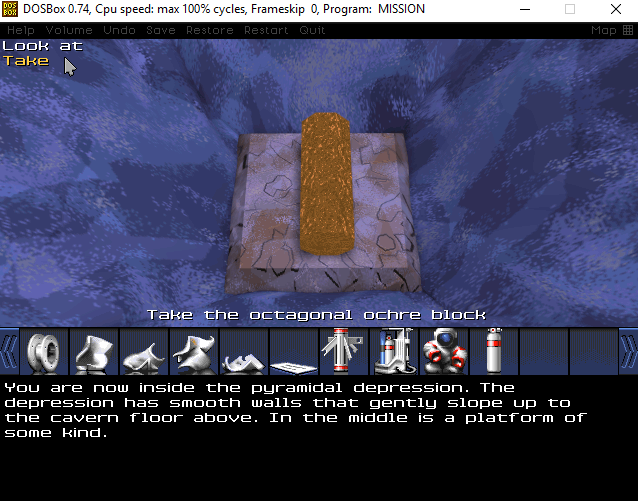 DOSBox 0.74, Cpu speed: max 100% cycles, Frameskip 0, Program: MISSION
Help Volume Undo Save Restore Restart Quit Map
Look at
Take
Take the octagonal ochre block
You are now inside the pyramidal depression. The
depression has smooth walls that gently slope up to
the cavern floor above. In the middle is a platform of
some kind.